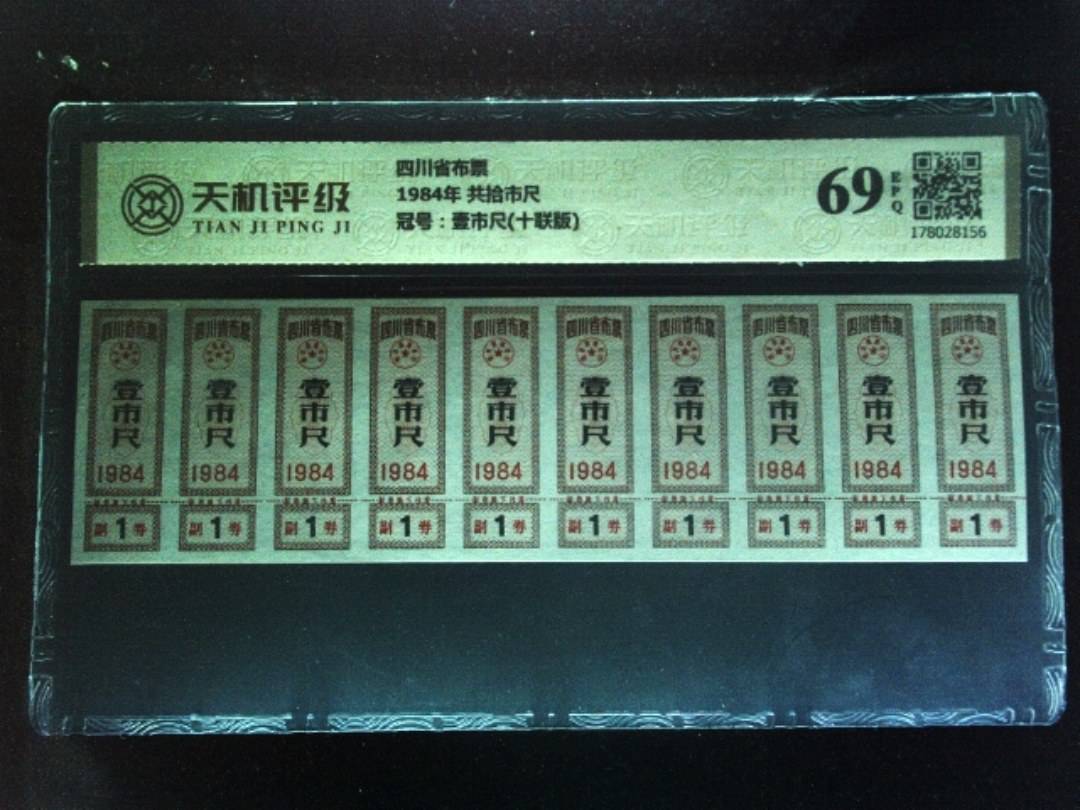 天机评级
TIAN JI PING JI
四川省布票
1984年 共拾市尺
冠号：壹市尺(十联版)
69
EPQ
178028156
四川省布票 四川省布票 四川省布票 四川省布票 四川省布票 四川省布票 四川省布票 四川省布票 四川省布票 四川省布票
壹市尺 壹市尺 壹市尺 壹市尺 壹市尺 壹市尺 壹市尺 壹市尺 壹市尺 壹市尺
1984 1984 1984 1984 1984 1984 1984 1984 1984 1984
副1券 副1券 副1券 副1券 副1券 副1券 副1券 副1券 副1券 副1券